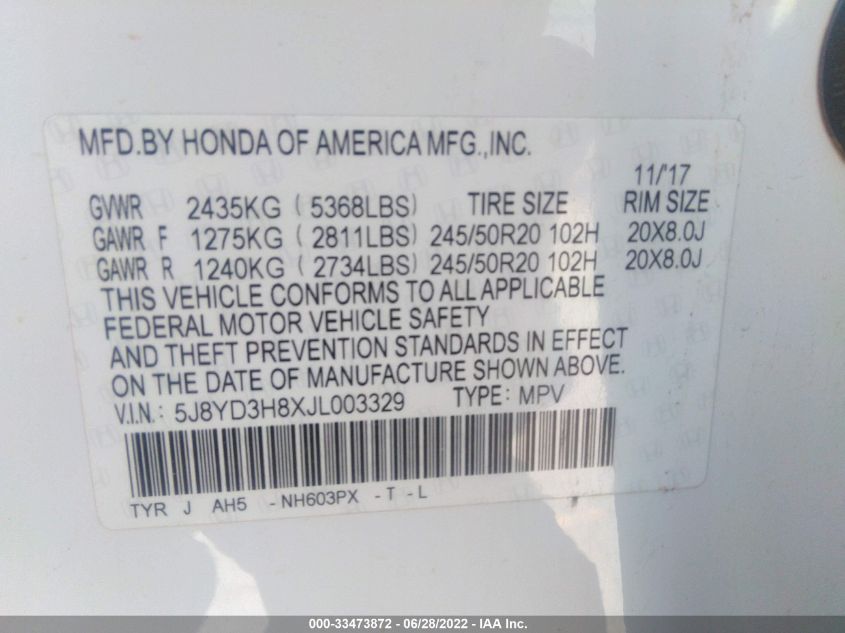 MFD.BY HONDA OF AMERICA MFG.,INC.
11/'17
GVWR 2435KG ( 5368LBS) TIRE SIZE RIM SIZE
GAWR F 1275KG ( 2811LBS) 245/50R20 102H 20X8.0J
GAWR R 1240KG ( 2734LBS) 245/50R20 102H 20X8.0J
THIS VEHICLE CONFORMS TO ALL APPLICABLE
FEDERAL MOTOR VEHICLE SAFETY
AND THEFT PREVENTION STANDARDS IN EFFECT
ON THE DATE OF MANUFACTURE SHOWN ABOVE.
V.I.N.: 5J8YD3H8XJL003329 TYPE: MPV
TYR J AH5 -NH603PX -T -L
000-33473872 - 06/28/2022 - IAA Inc.